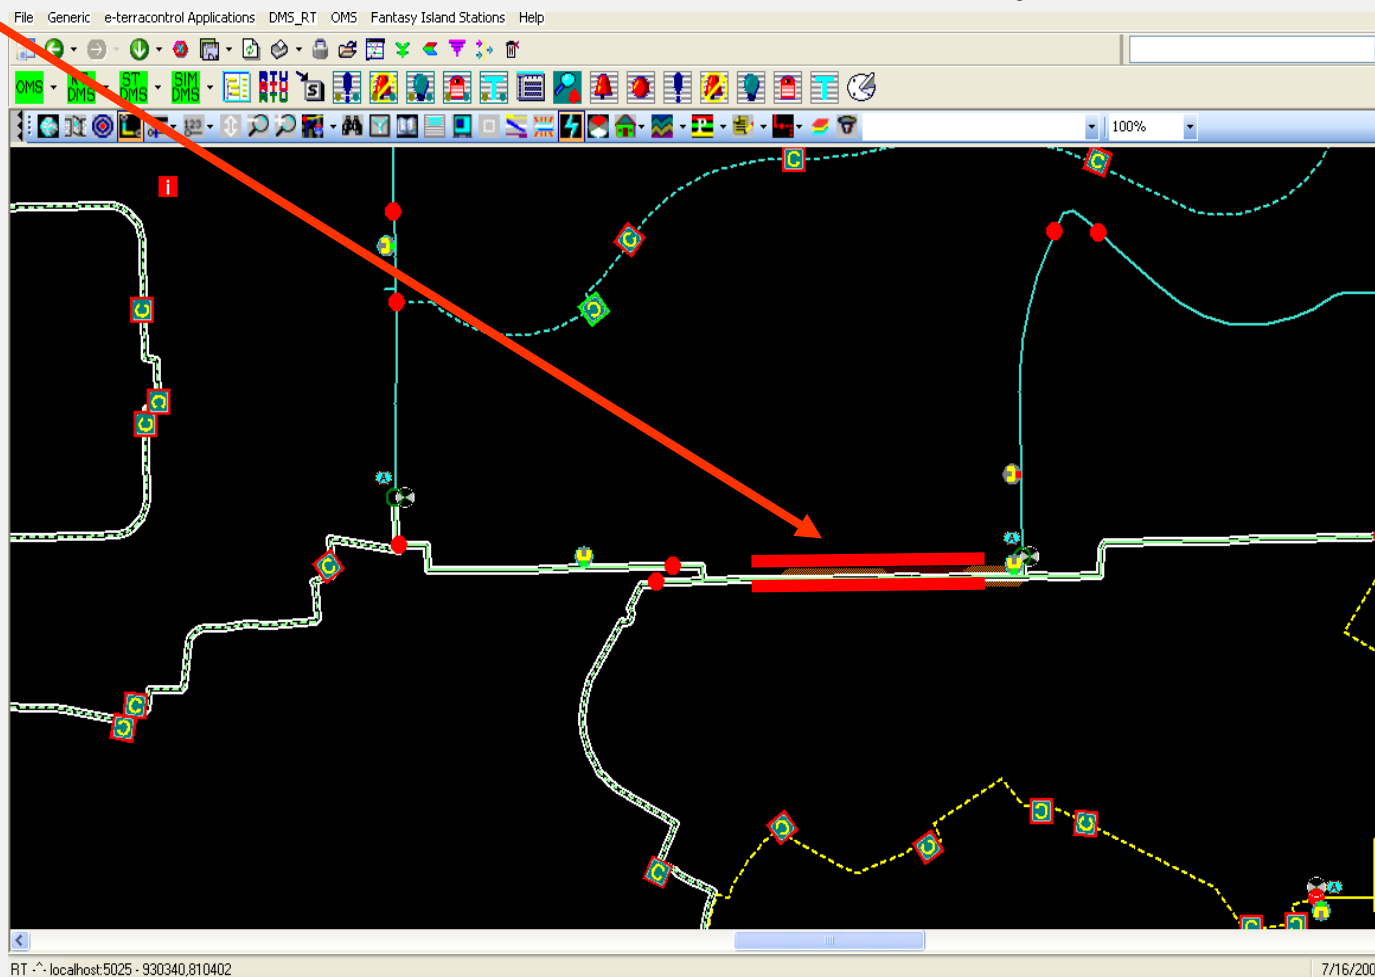 File Generic e-terracontrol Applications DMS_RT OMS Fantasy Island Stations Help
OMS DMS ST DMS SIM DMS RTU RTU S
123 100%
i
C
C
A
A
C
C
C
C
C
A
RT -^- localhost:5025 - 930340,810402
7/16/200